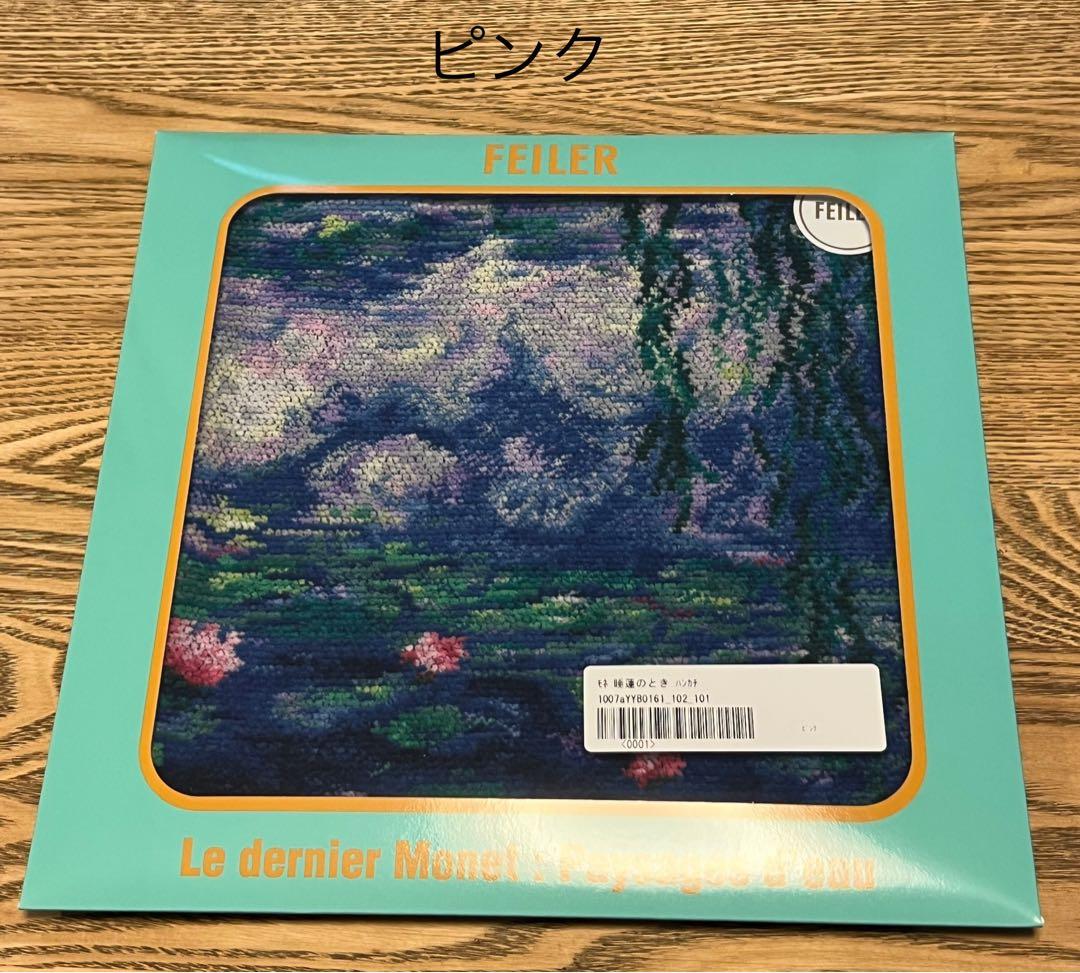 ピンク
FEILER
FEILE
モネ 睡蓮のとき ハンカチ
1007aYYB0161_102_101
ピンク
<0001>
Le dernier Monet : Paysages d'eau